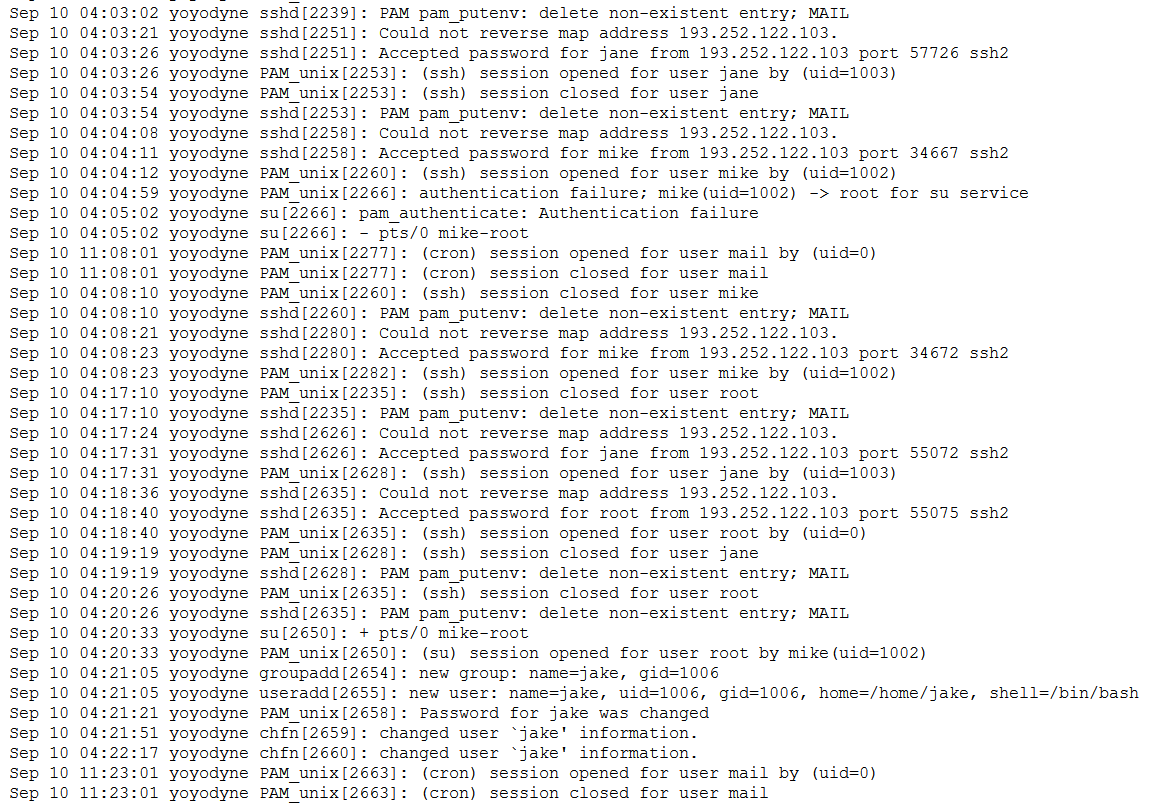 Sep 10 04:03:02 yoyodyne sshd[2239]: PAM pam_putenv: delete non-existent entry; MAIL
Sep 10 04:03:21 yoyodyne sshd[2251]: Could not reverse map address 193.252.122.103.
Sep 10 04:03:26 yoyodyne sshd[2251]: Accepted password for jane from 193.252.122.103 port 57726 ssh2
Sep 10 04:03:26 yoyodyne PAM_unix[2253]: (ssh) session opened for user jane by (uid=1003)
Sep 10 04:03:54 yoyodyne PAM_unix[2253]: (ssh) session closed for user jane
Sep 10 04:03:54 yoyodyne sshd[2253]: PAM pam_putenv: delete non-existent entry; MAIL
Sep 10 04:04:08 yoyodyne sshd[2258]: Could not reverse map address 193.252.122.103.
Sep 10 04:04:11 yoyodyne sshd[2258]: Accepted password for mike from 193.252.122.103 port 34667 ssh2
Sep 10 04:04:12 yoyodyne PAM_unix[2260]: (ssh) session opened for user mike by (uid=1002)
Sep 10 04:04:59 yoyodyne PAM_unix[2266]: authentication failure; mike(uid=1002) -> root for su service
Sep 10 04:05:02 yoyodyne su[2266]: pam_authenticate: Authentication failure
Sep 10 04:05:02 yoyodyne su[2266]: - pts/0 mike-root
Sep 10 11:08:01 yoyodyne PAM_unix[2277]: (cron) session opened for user mail by (uid=0)
Sep 10 11:08:01 yoyodyne PAM_unix[2277]: (cron) session closed for user mail
Sep 10 04:08:10 yoyodyne PAM_unix[2260]: (ssh) session closed for user mike
Sep 10 04:08:10 yoyodyne sshd[2260]: PAM pam_putenv: delete non-existent entry; MAIL
Sep 10 04:08:21 yoyodyne sshd[2280]: Could not reverse map address 193.252.122.103.
Sep 10 04:08:23 yoyodyne sshd[2280]: Accepted password for mike from 193.252.122.103 port 34672 ssh2
Sep 10 04:08:23 yoyodyne PAM_unix[2282]: (ssh) session opened for user mike by (uid=1002)
Sep 10 04:17:10 yoyodyne PAM_unix[2235]: (ssh) session closed for user root
Sep 10 04:17:10 yoyodyne sshd[2235]: PAM pam_putenv: delete non-existent entry; MAIL
Sep 10 04:17:24 yoyodyne sshd[2626]: Could not reverse map address 193.252.122.103.
Sep 10 04:17:31 yoyodyne sshd[2626]: Accepted password for jane from 193.252.122.103 port 55072 ssh2
Sep 10 04:17:31 yoyodyne PAM_unix[2628]: (ssh) session opened for user jane by (uid=1003)
Sep 10 04:18:36 yoyodyne sshd[2635]: Could not reverse map address 193.252.122.103.
Sep 10 04:18:40 yoyodyne sshd[2635]: Accepted password for root from 193.252.122.103 port 55075 ssh2
Sep 10 04:18:40 yoyodyne PAM_unix[2635]: (ssh) session opened for user root by (uid=0)
Sep 10 04:19:19 yoyodyne PAM_unix[2628]: (ssh) session closed for user jane
Sep 10 04:19:19 yoyodyne sshd[2628]: PAM pam_putenv: delete non-existent entry; MAIL
Sep 10 04:20:26 yoyodyne PAM_unix[2635]: (ssh) session closed for user root
Sep 10 04:20:26 yoyodyne sshd[2635]: PAM pam_putenv: delete non-existent entry; MAIL
Sep 10 04:20:33 yoyodyne su[2650]: + pts/0 mike-root
Sep 10 04:20:33 yoyodyne PAM_unix[2650]: (su) session opened for user root by mike(uid=1002)
Sep 10 04:21:05 yoyodyne groupadd[2654]: new group: name=jake, gid=1006
Sep 10 04:21:05 yoyodyne useradd[2655]: new user: name=jake, uid=1006, gid=1006, home=/home/jake, shell=/bin/bash
Sep 10 04:21:21 yoyodyne PAM_unix[2658]: Password for jake was changed
Sep 10 04:21:51 yoyodyne chfn[2659]: changed user `jake' information.
Sep 10 04:22:17 yoyodyne chfn[2660]: changed user `jake' information.
Sep 10 11:23:01 yoyodyne PAM_unix[2663]: (cron) session opened for user mail by (uid=0)
Sep 10 11:23:01 yoyodyne PAM_unix[2663]: (cron) session closed for user mail